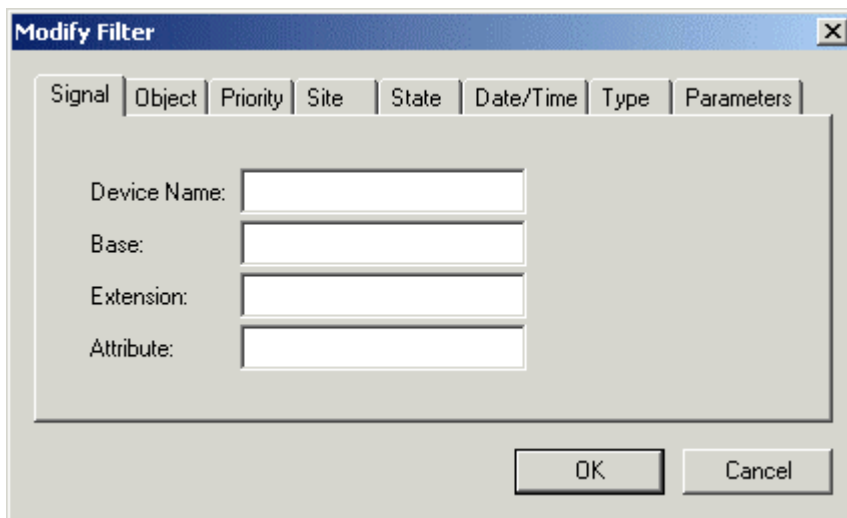 Modify Filter
Signal Object Priority Site State Date/Time Type Parameters
Device Name:
Base:
Extension:
Attribute:
OK Cancel